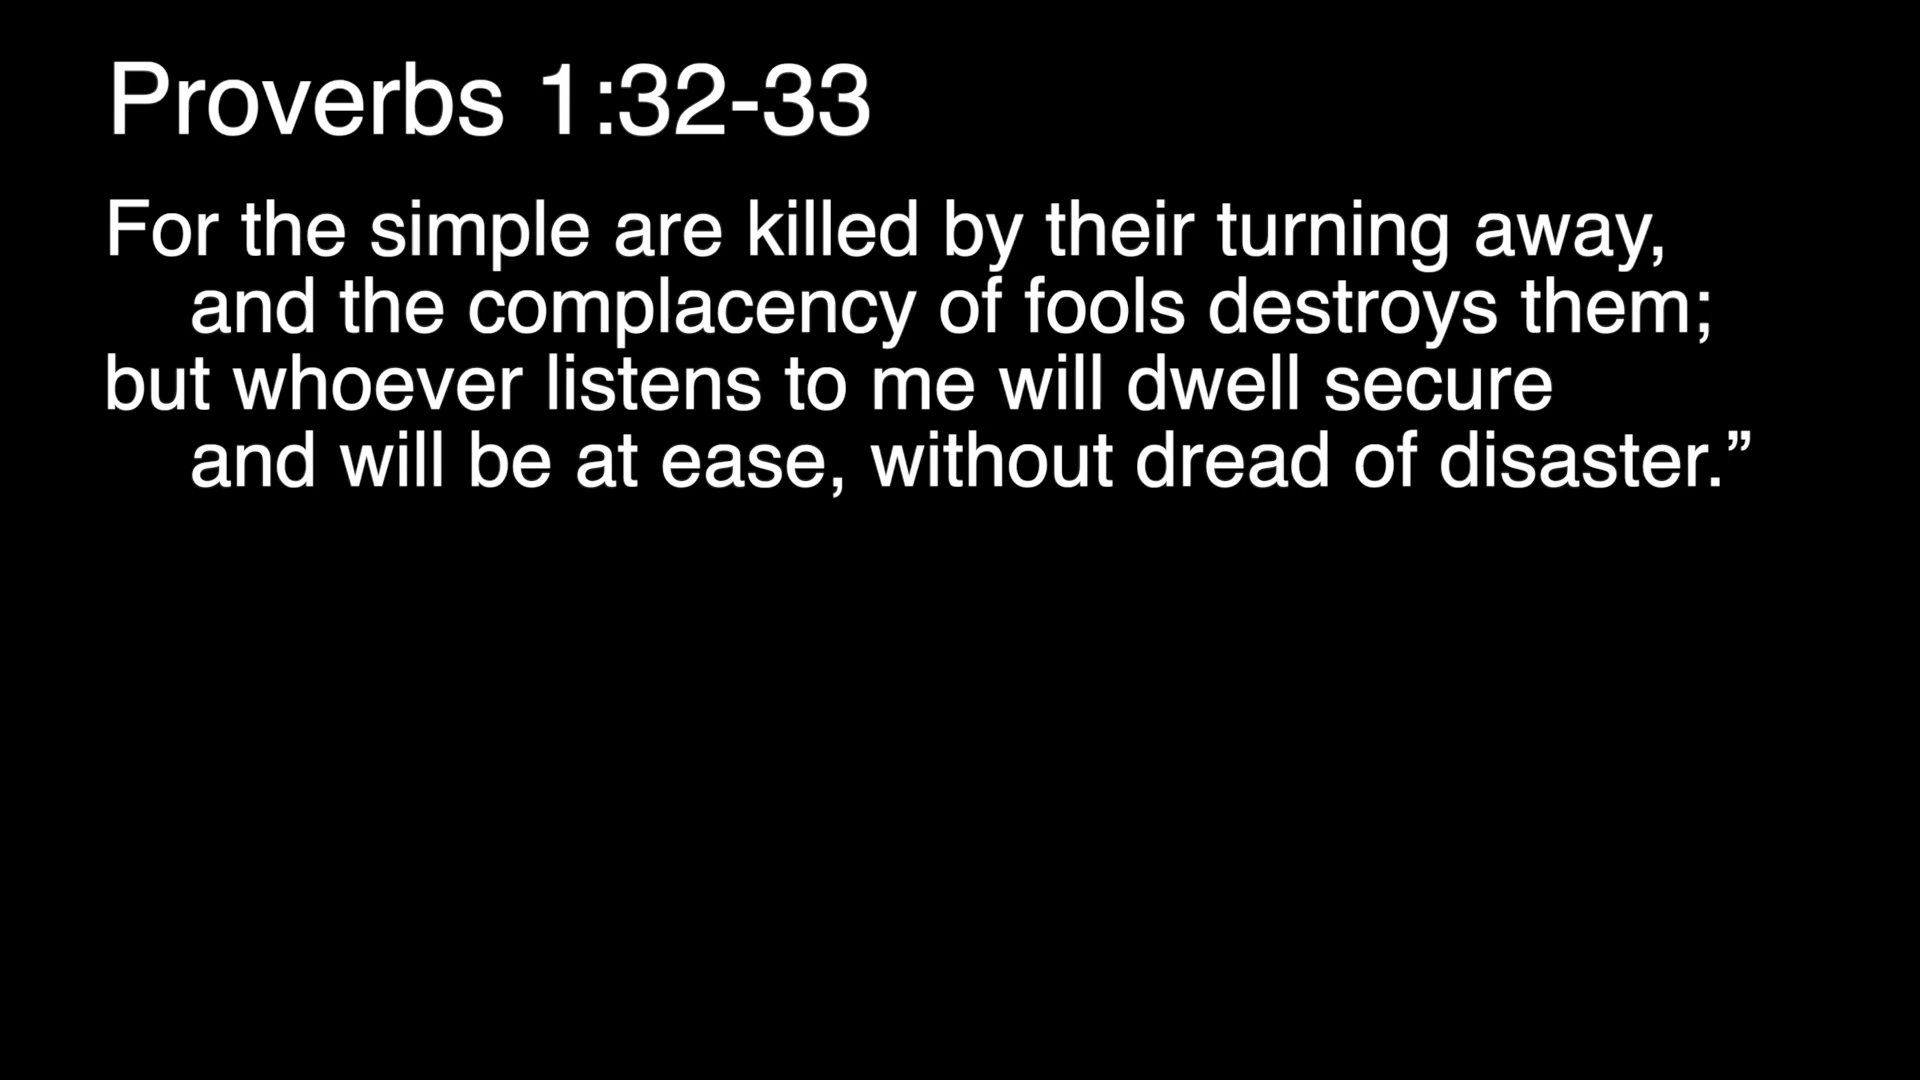 Proverbs 1:32-33
For the simple are killed by their turning away,
and the complacency of fools destroys them;
but whoever listens to me will dwell secure
and will be at ease, without dread of disaster.”